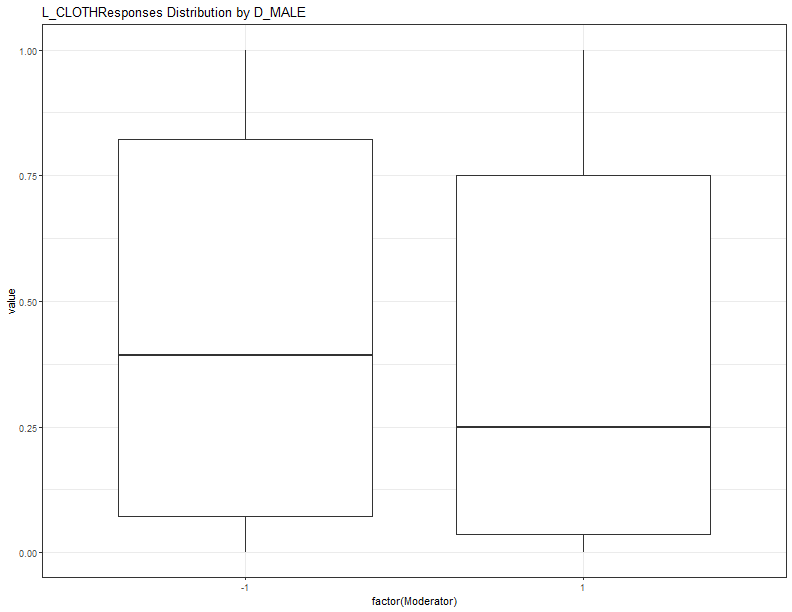 L_CLOTHResponses Distribution by D_MALE
1.00
0.75
0.50
0.25
0.00
value
-1
1
factor(Moderator)